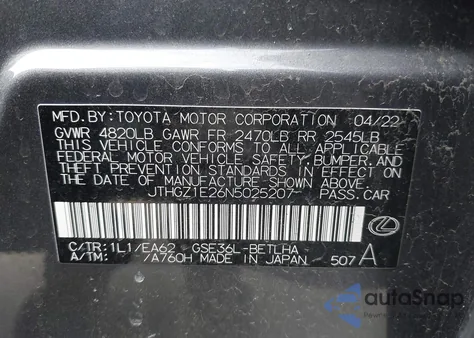 MFD.BY:TOYOTA MOTOR CORPORATION 04/22
GVWR 4820LB GAWR FR 2470LB RR 2545LB
THIS VEHICLE CONFORMS TO ALL APPLICABLE
FEDERAL MOTOR VEHICLE SAFETY,BUMPER,AND
THEFT PREVENTION STANDARDS IN EFFECT ON
THE DATE OF MANUFACTURE SHOWN ABOVE.
JTHGZ1E26N5025207 PASS.CAR
C/TR:1L1/EA62 GSE36L-BETLHA
A/TM: /A760H MADE IN JAPAN 507 A
autoSnap